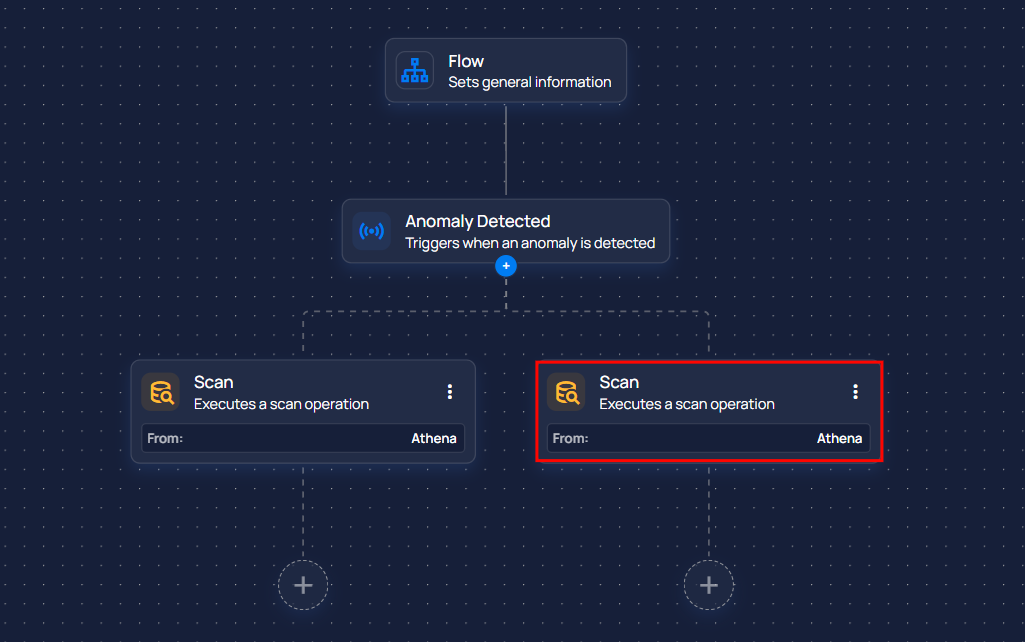 Flow
Sets general information
Anomaly Detected
Triggers when an anomaly is detected
Scan
Executes a scan operation
From: Athena
Scan
Executes a scan operation
From: Athena